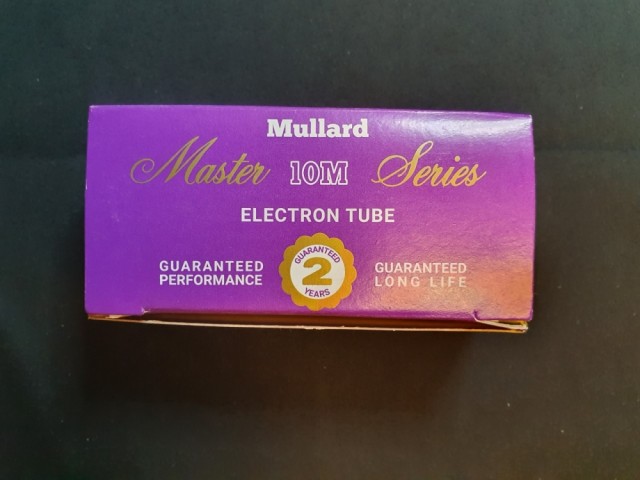 Mullard
Master 10M Series
ELECTRON TUBE
GUARANTEED
PERFORMANCE
GUARANTEED
2
YEARS
GUARANTEED
LONG LIFE